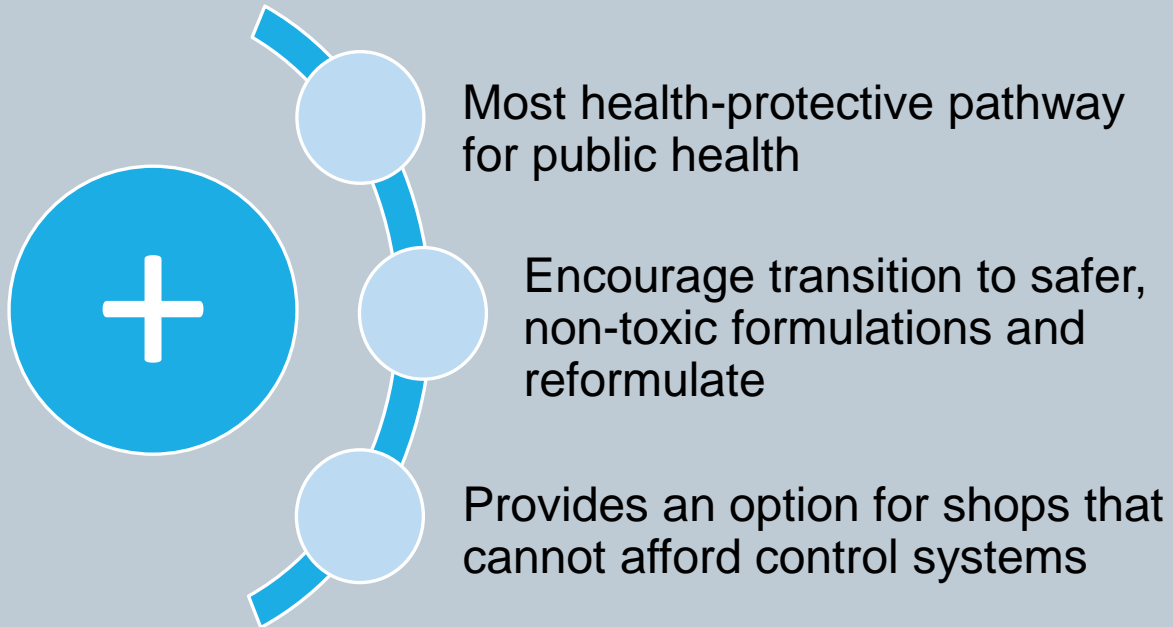 +
Most health-protective pathway
for public health
Encourage transition to safer,
non-toxic formulations and
reformulate
Provides an option for shops that
cannot afford control systems